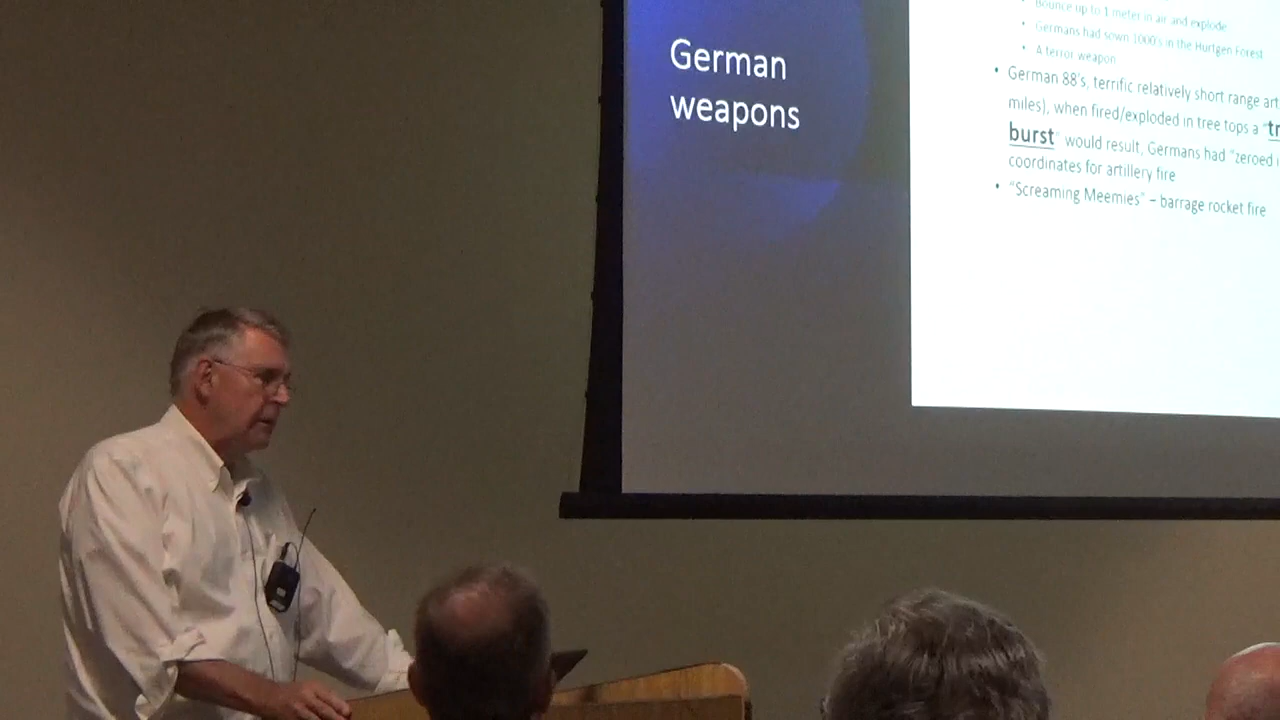 German
weapons
Bounce up to 1 meter in air and explode
Germans had sown 1000's in the Hurtgen Forest
A terror weapon
German 88's, terrific relatively short range art
miles), when fired/exploded in tree tops a "tr
burst" would result, Germans had "zeroed i
coordinates for artillery fire
"Screaming Meemies" – barrage rocket fire